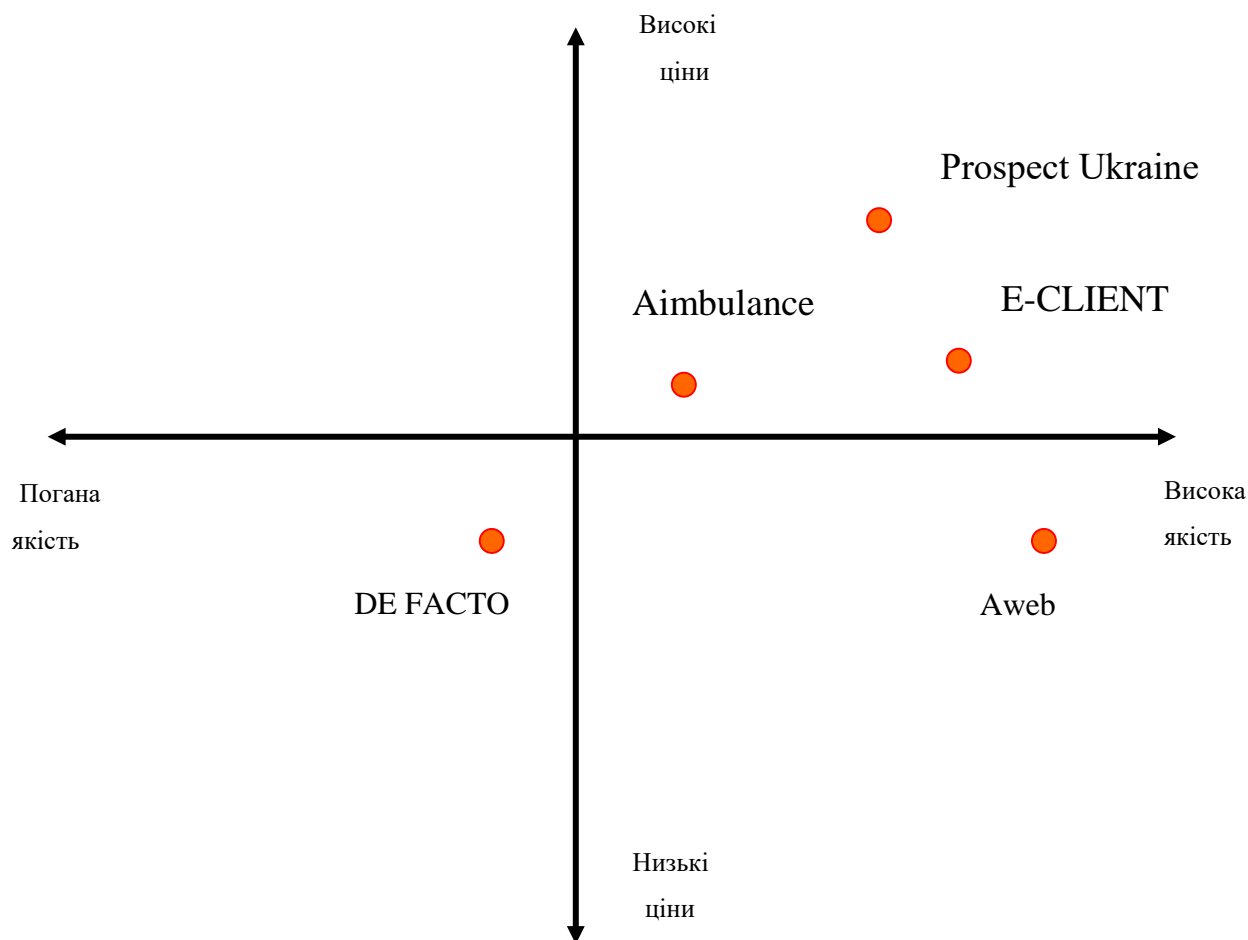 Високі
ціни
Prospect Ukraine
Aimbulance
E-CLIENT
Погана
якість
Висока
якість
DE FACTO
Aweb
Низькі
ціни